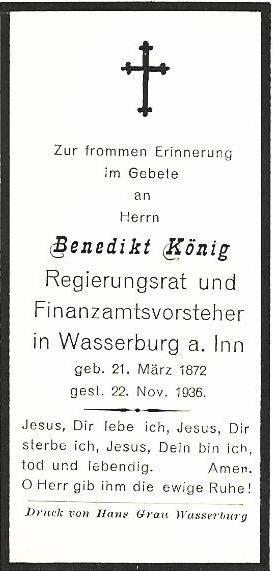 Zur frommen Erinnerung
im Gebete
an
Herrn
Benedikt König
Regierungsrat und
Finanzamtsvorsteher
in Wasserburg a. Inn
geb. 21. März 1872
gest. 22. Nov. 1936.
Jesus, Dir lebe ich, Jesus, Dir
sterbe ich, Jesus, Dein bin ich,
tod und lebendig. Amen.
O Herr gib ihm die ewige Ruhe!
Druck von Hans Grau Wasserburg